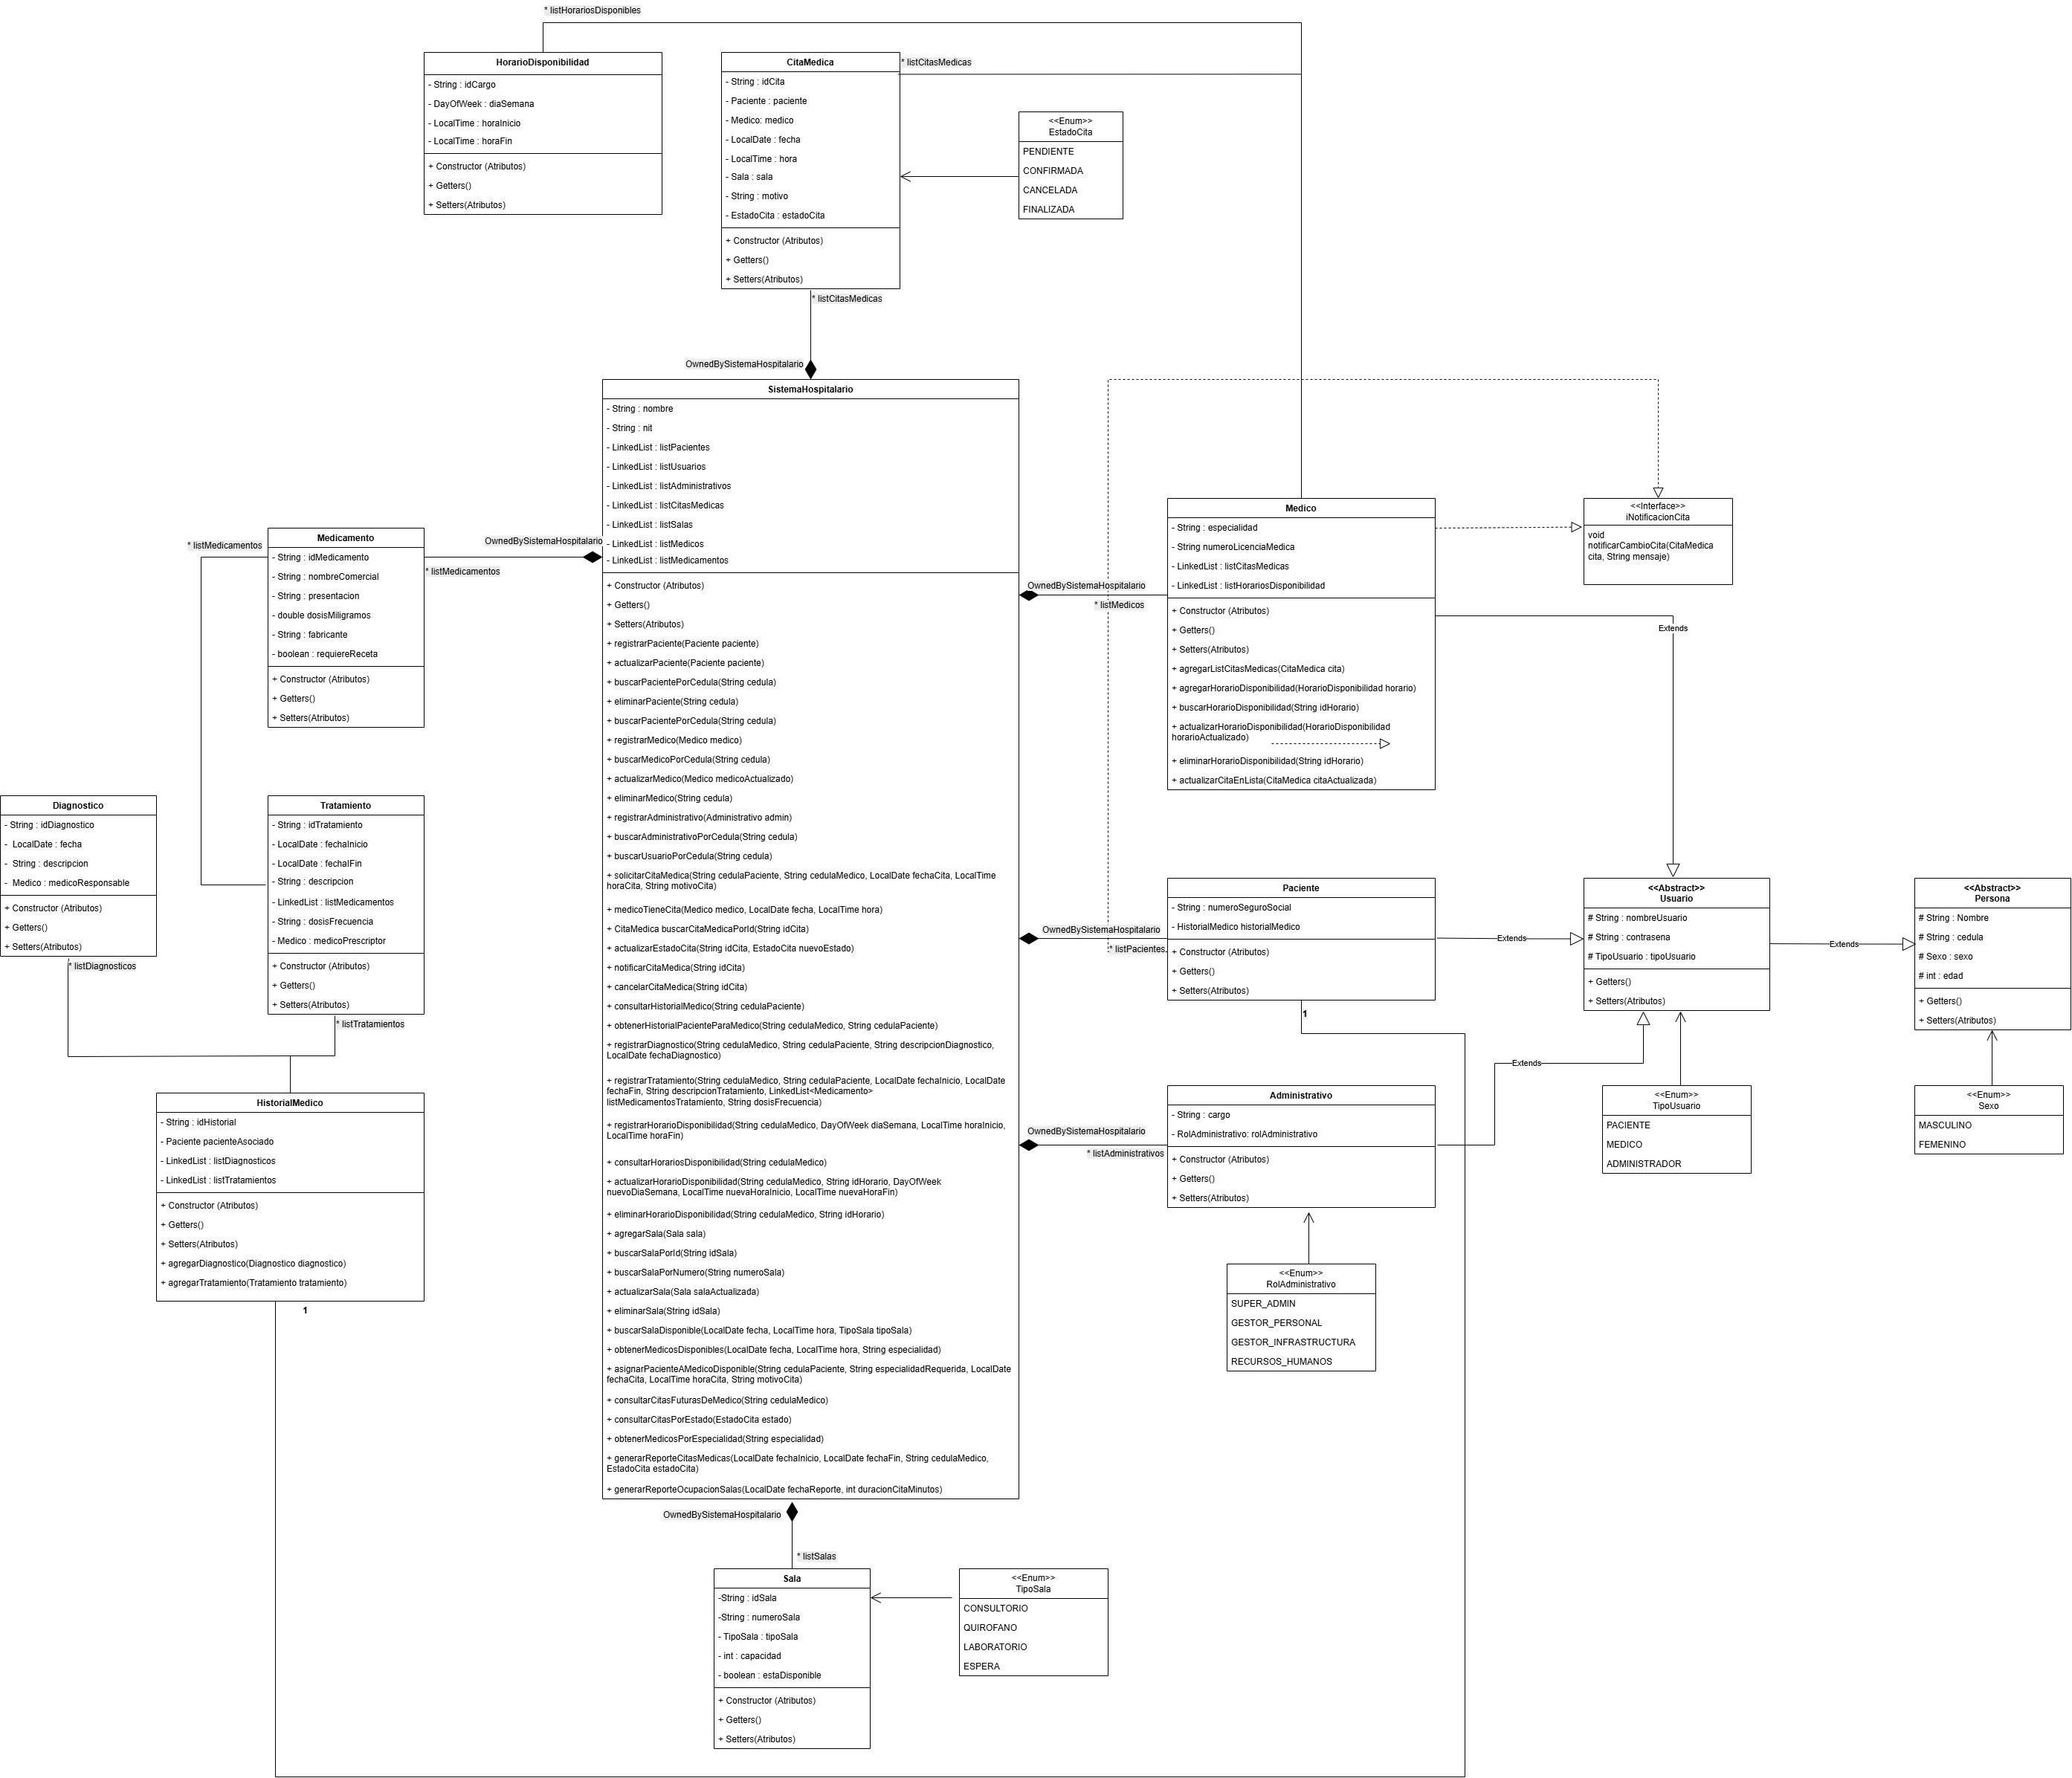 * listHorariosDisponibles
HorarioDisponibilidad
- String : idCargo
- DayOfWeek : diaSemana
- LocalTime : horaInicio
- LocalTime : horaFin
+ Constructor (Atributos)
+ Getters()
+ Setters(Atributos)
CitaMedica
- String : idCita
- Paciente : paciente
- Medico: medico
- LocalDate : fecha
- LocalTime : hora
- Sala : sala
- String : motivo
- EstadoCita : estadoCita
+ Constructor (Atributos)
+ Getters()
+ Setters(Atributos)
* listCitasMedicas
<<Enum>>
EstadoCita
PENDIENTE
CONFIRMADA
CANCELADA
FINALIZADA
* listCitasMedicas
OwnedBySistemaHospitalario
SistemaHospitalario
- String : nombre
- String : nit
- LinkedList : listPacientes
- LinkedList : listUsuarios
- LinkedList : listAdministrativos
- LinkedList : listCitasMedicas
- LinkedList : listSalas
- LinkedList : listMedicos
- LinkedList : listMedicamentos
+ Constructor (Atributos)
+ Getters()
+ Setters(Atributos)
+ registrarPaciente(Paciente paciente)
+ actualizarPaciente(Paciente paciente)
+ buscarPacientePorCedula(String cedula)
+ eliminarPaciente(String cedula)
+ buscarPacientePorCedula(String cedula)
+ registrarMedico(Medico medico)
+ buscarMedicoPorCedula(String cedula)
+ actualizarMedico(Medico medicoActualizado)
+ eliminarMedico(String cedula)
+ registrarAdministrativo(Administrativo admin)
+ buscarAdministrativoPorCedula(String cedula)
+ buscarUsuarioPorCedula(String cedula)
+ solicitarCitaMedica(String cedulaPaciente, String cedulaMedico, LocalDate fechaCita, LocalTime
horaCita, String motivoCita)
+ medicoTieneCita(Medico medico, LocalDate fecha, LocalTime hora)
+ CitaMedica buscarCitaMedicaPorId(String idCita)
+ actualizarEstadoCita(String idCita, EstadoCita nuevoEstado)
+ notificarCitaMedica(String idCita)
+ cancelarCitaMedica(String idCita)
+ consultarHistorialMedico(String cedulaPaciente)
+ obtenerHistorialPacienteParaMedico(String cedulaMedico, String cedulaPaciente)
+ registrarDiagnostico(String cedulaMedico, String cedulaPaciente, String descripcionDiagnostico,
LocalDate fechaDiagnostico)
+ registrarTratamiento(String cedulaMedico, String cedulaPaciente, LocalDate fechaInicio, LocalDate
fechaFin, String descripcionTratamiento, LinkedList<Medicamento>
listMedicamentosTratamiento, String dosisFrecuencia)
+ registrarHorarioDisponibilidad(String cedulaMedico, DayOfWeek diaSemana, LocalTime horaInicio,
LocalTime horaFin)
+ consultarHorariosDisponibilidad(String cedulaMedico)
+ actualizarHorarioDisponibilidad(String cedulaMedico, String idHorario, DayOfWeek
nuevoDiaSemana, LocalTime nuevaHoraInicio, LocalTime nuevaHoraFin)
+ eliminarHorarioDisponibilidad(String cedulaMedico, String idHorario)
+ agregarSala(Sala sala)
+ buscarSalaPorId(String idSala)
+ buscarSalaPorNumero(String numeroSala)
+ actualizarSala(Sala salaActualizada)
+ eliminarSala(String idSala)
+ buscarSalaDisponible(LocalDate fecha, LocalTime hora, TipoSala tipoSala)
+ obtenerMedicosDisponibles(LocalDate fecha, LocalTime hora, String especialidad)
+ asignarPacienteAMedicoDisponible(String cedulaPaciente, String especialidadRequerida, LocalDate
fechaCita, LocalTime horaCita, String motivoCita)
+ consultarCitasFuturasDeMedico(String cedulaMedico)
+ consultarCitasPorEstado(EstadoCita estado)
+ obtenerMedicosPorEspecialidad(String especialidad)
+ generarReporteCitasMedicas(LocalDate fechaInicio, LocalDate fechaFin, String cedulaMedico,
EstadoCita estadoCita)
+ generarReporteOcupacionSalas(LocalDate fechaReporte, int duracionCitaMinutos)
OwnedBySistemaHospitalario
* listMedicamentos
* listMedicamentos
Medicamento
- String : idMedicamento
- String : nombreComercial
- String : presentacion
- double dosisMiligramos
- String : fabricante
- boolean : requiereReceta
+ Constructor (Atributos)
+ Getters()
+ Setters(Atributos)
Diagnostico
- String : idDiagnostico
-  LocalDate : fecha
-  String : descripcion
-  Medico : medicoResponsable
+ Constructor (Atributos)
+ Getters()
+ Setters(Atributos)
* listDiagnosticos
Tratamiento
- String : idTratamiento
- LocalDate : fechaInicio
- LocalDate : fechaIFin
- String : descripcion
- LinkedList : listMedicamentos
- String : dosisFrecuencia
- Medico : medicoPrescriptor
+ Constructor (Atributos)
+ Getters()
+ Setters(Atributos)
* listTratamientos
HistorialMedico
- String : idHistorial
- Paciente pacienteAsociado
- LinkedList : listDiagnosticos
- LinkedList : listTratamientos
+ Constructor (Atributos)
+ Getters()
+ Setters(Atributos)
+ agregarDiagnostico(Diagnostico diagnostico)
+ agregarTratamiento(Tratamiento tratamiento)
1
OwnedBySistemaHospitalario
* listMedicos
Medico
- String : especialidad
- String numeroLicenciaMedica
- LinkedList : listCitasMedicas
- LinkedList : listHorariosDisponibilidad
+ Constructor (Atributos)
+ Getters()
+ Setters(Atributos)
+ agregarListCitasMedicas(CitaMedica cita)
+ agregarHorarioDisponibilidad(HorarioDisponibilidad horario)
+ buscarHorarioDisponibilidad(String idHorario)
+ actualizarHorarioDisponibilidad(HorarioDisponibilidad
horarioActualizado)
+ eliminarHorarioDisponibilidad(String idHorario)
+ actualizarCitaEnLista(CitaMedica citaActualizada)
<<Interface>>
iNotificacionCita
void
notificarCambioCita(CitaMedica
cita, String mensaje)
Extends
OwnedBySistemaHospitalario
* listPacientes
Paciente
- String : numeroSeguroSocial
- HistorialMedico historialMedico
+ Constructor (Atributos)
+ Getters()
+ Setters(Atributos)
1
Extends
<<Abstract>>
Usuario
# String : nombreUsuario
# String : contrasena
# TipoUsuario : tipoUsuario
+ Getters()
+ Setters(Atributos)
Extends
<<Abstract>>
Persona
# String : Nombre
# String : cedula
# Sexo : sexo
# int : edad
+ Getters()
+ Setters(Atributos)
OwnedBySistemaHospitalario
* listAdministrativos
Administrativo
- String : cargo
- RolAdministrativo: rolAdministrativo
+ Constructor (Atributos)
+ Getters()
+ Setters(Atributos)
Extends
<<Enum>>
TipoUsuario
PACIENTE
MEDICO
ADMINISTRADOR
<<Enum>>
Sexo
MASCULINO
FEMENINO
<<Enum>>
RolAdministrativo
SUPER_ADMIN
GESTOR_PERSONAL
GESTOR_INFRASTRUCTURA
RECURSOS_HUMANOS
OwnedBySistemaHospitalario
* listSalas
Sala
-String : idSala
-String : numeroSala
- TipoSala : tipoSala
- int : capacidad
- boolean : estaDisponible
+ Constructor (Atributos)
+ Getters()
+ Setters(Atributos)
<<Enum>>
TipoSala
CONSULTORIO
QUIROFANO
LABORATORIO
ESPERA